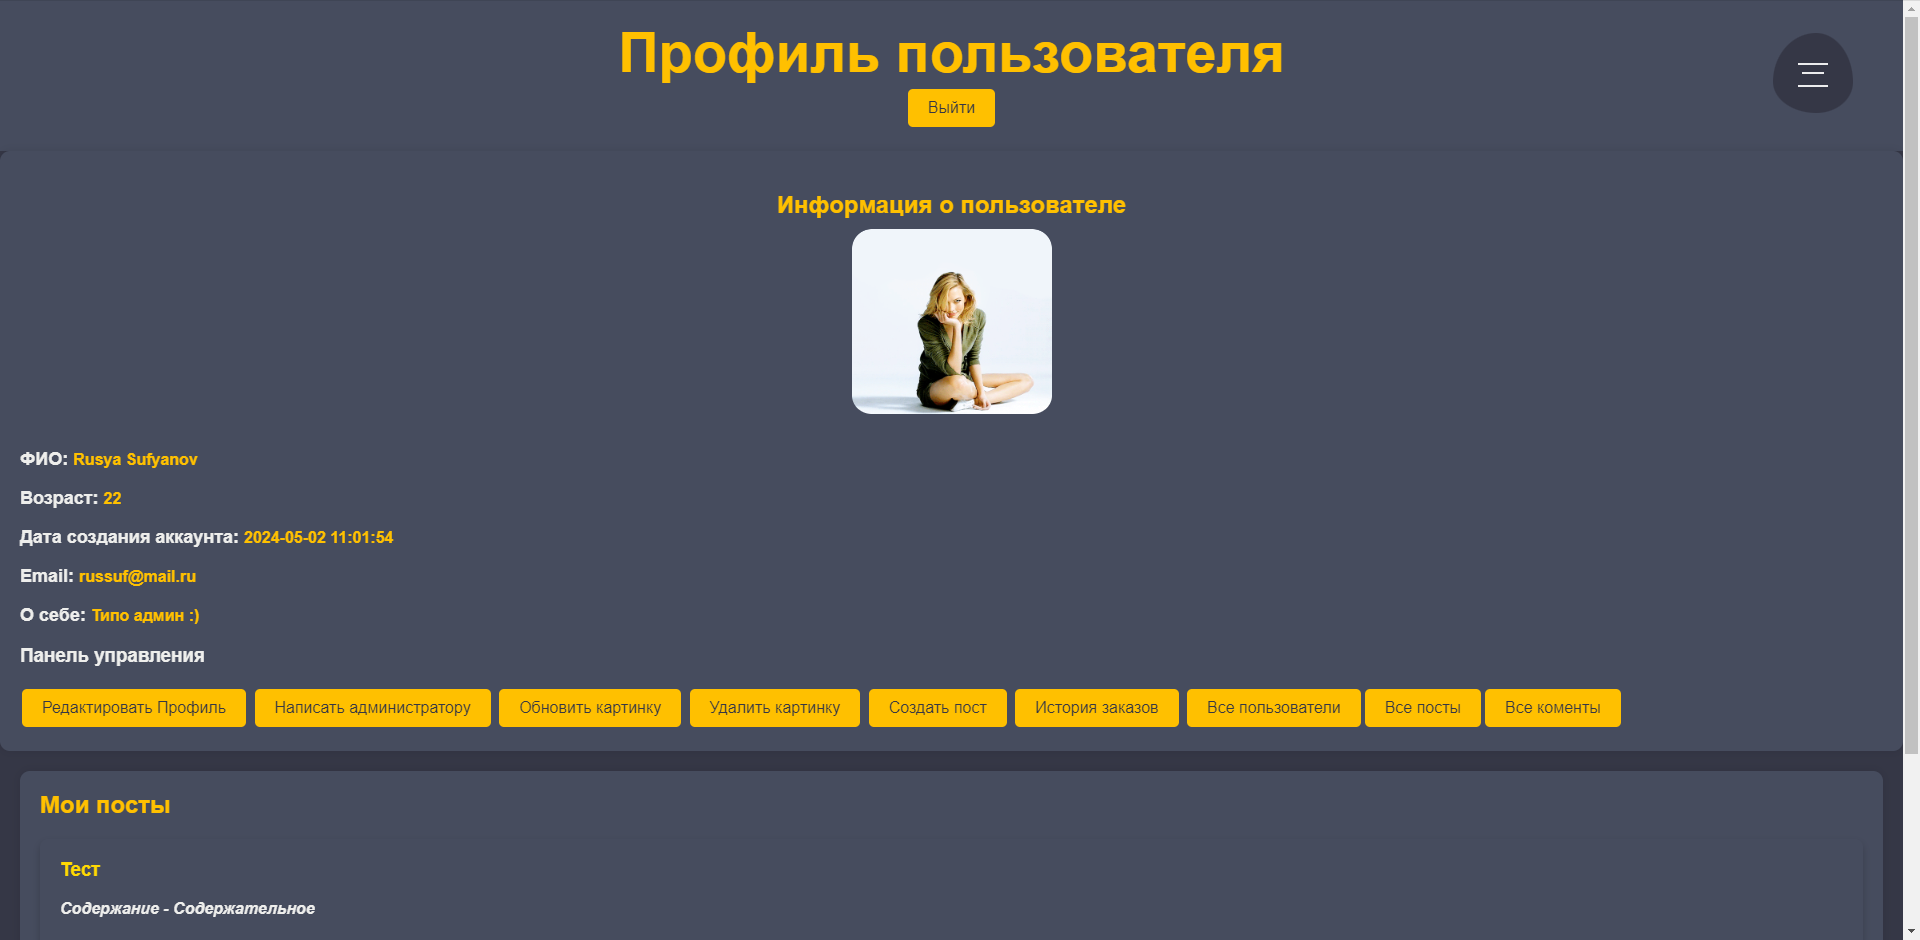 Профиль пользователя
Выйти
Информация о пользователе
ФИО: Rusya Sufyanov
Возраст: 22
Дата создания аккаунта: 2024-05-02 11:01:54
Email: russuf@mail.ru
О себе: Типо админ :)
Панель управления
Редактировать Профиль Написать администратору Обновить картинку Удалить картинку Создать пост История заказов Все пользователи Все посты Все коменты
Мои посты
Тест
Содержание - Содержательное